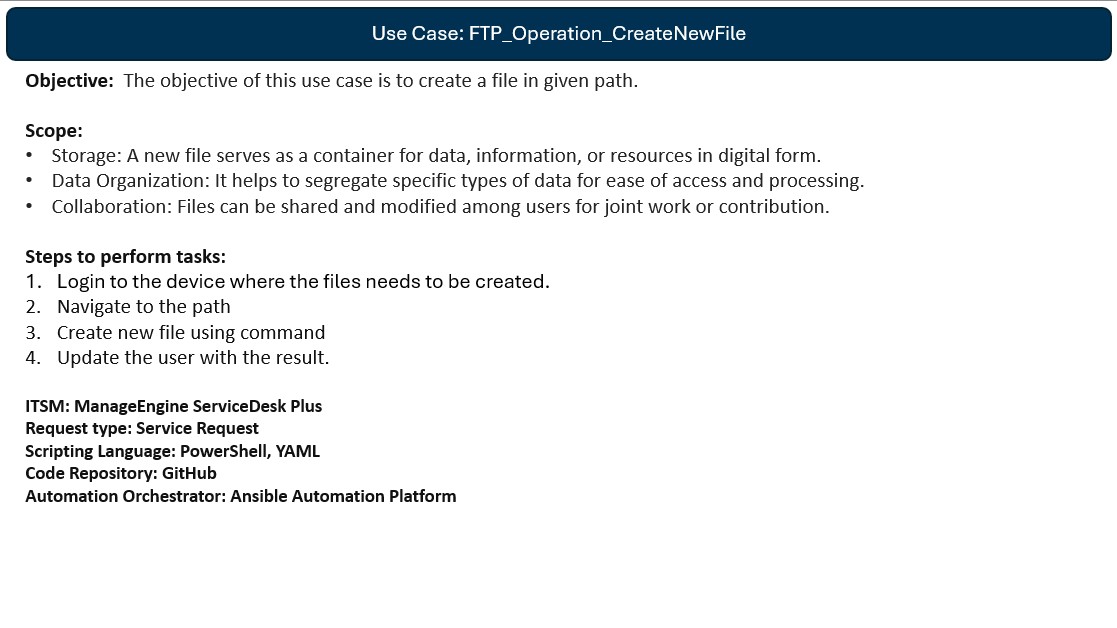 Use Case: FTP_Operation_CreateNewFile
Objective: The objective of this use case is to create a file in given path.
Scope:
• Storage: A new file serves as a container for data, information, or resources in digital form.
• Data Organization: It helps to segregate specific types of data for ease of access and processing.
• Collaboration: Files can be shared and modified among users for joint work or contribution.
Steps to perform tasks:
1. Login to the device where the files needs to be created.
2. Navigate to the path
3. Create new file using command
4. Update the user with the result.
ITSM: ManageEngine ServiceDesk Plus
Request type: Service Request
Scripting Language: PowerShell, YAML
Code Repository: GitHub
Automation Orchestrator: Ansible Automation Platform